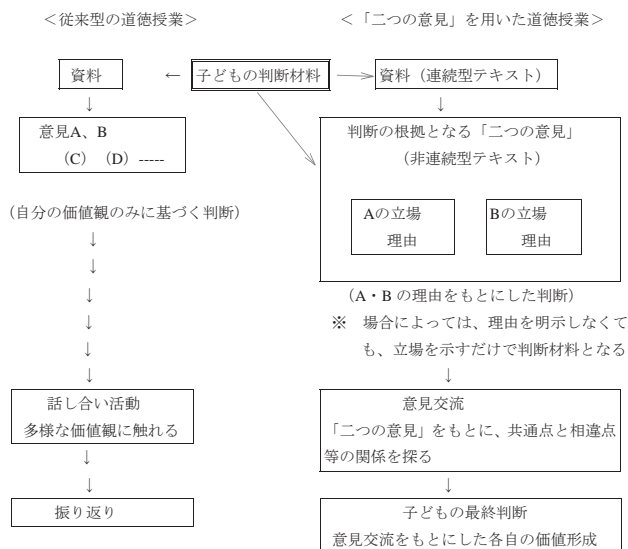 ＜従来型の道徳授業＞
＜「二つの意見」を用いた道徳授業＞
資料
←
子どもの判断材料
資料（連続型テキスト）
↓
↓
意見A、B
（C）（D）-----
判断の根拠となる「二つの意見」
（非連続型テキスト）
Aの立場
理由
Bの立場
理由
（自分の価値観のみに基づく判断）
↓
↓
↓
↓
↓
↓
（A・B の理由をもとにした判断）
※　場合によっては、理由を明示しなくて
も、立場を示すだけで判断材料となる
↓
話し合い活動
多様な価値観に触れる
意見交流
「二つの意見」をもとに、共通点と相違点
等の関係を探る
↓
↓
↓
振り返り
子どもの最終判断
意見交流をもとにした各自の価値形成